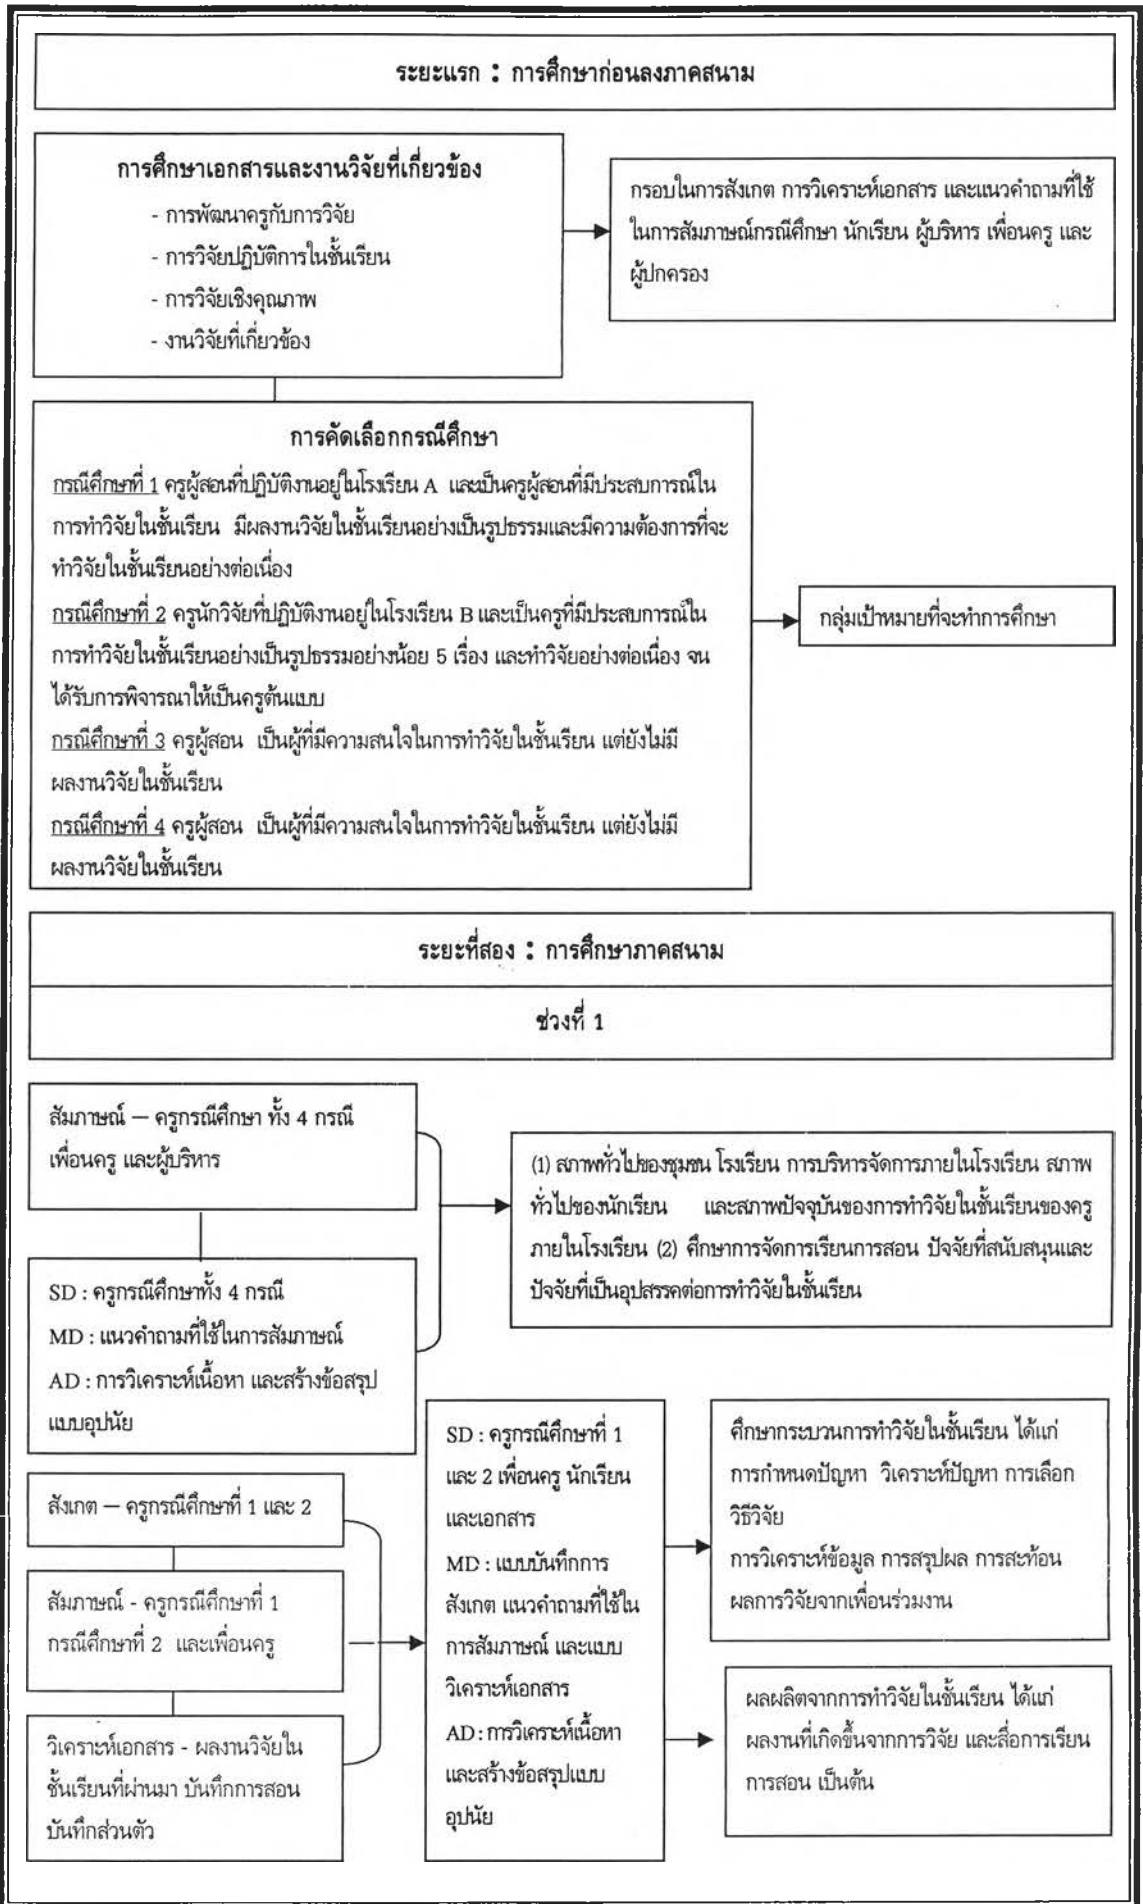 ระยะแรก : การศึกษาก่อนลงภาคสนาม
การศึกษาเอกสารและงานวิจัยที่เกี่ยวข้อง
- การพัฒนาครูกับการวิจัย
- การวิจัยปฏิบัติการในชั้นเรียน
- การวิจัยเชิงคุณภาพ
- งานวิจัยที่เกี่ยวข้อง
กรอบในการสังเกต การวิเคราะห์เอกสาร และแนวคำถามที่ใช้
ในการสัมภาษณ์กรณีศึกษา นักเรียน ผู้บริหาร เพื่อนครู และ
ผู้ปกครอง
การคัดเลือกกรณีศึกษา
กรณีศึกษาที่ 1 ครูผู้สอนที่ปฏิบัติงานอยู่ในโรงเรียน A และเป็นครูผู้สอนที่มีประสบการณ์ใน
การทำวิจัยในชั้นเรียน มีผลงานวิจัยในชั้นเรียนอย่างเป็นรูปธรรมและมีความต้องการที่จะ
ทำวิจัยในชั้นเรียนอย่างต่อเนื่อง
กรณีศึกษาที่ 2 ครูนักวิจัยที่ปฏิบัติงานอยู่ในโรงเรียน B และเป็นครูที่มีประสบการณ์ใน
การทำวิจัยในชั้นเรียนอย่างเป็นรูปธรรมอย่างน้อย 5 เรื่อง และทำวิจัยอย่างต่อเนื่อง จน
ได้รับการพิจารณาให้เป็นครูต้นแบบ
กรณีศึกษาที่ 3 ครูผู้สอน เป็นผู้ที่มีความสนใจในการทำวิจัยในชั้นเรียน แต่ยังไม่มี
ผลงานวิจัยในชั้นเรียน
กรณีศึกษาที่ 4 ครูผู้สอน เป็นผู้ที่มีความสนใจในการทำวิจัยในชั้นเรียน แต่ยังไม่มี
ผลงานวิจัยในชั้นเรียน
กลุ่มเป้าหมายที่จะทำการศึกษา
ระยะที่สอง : การศึกษาภาคสนาม
ช่วงที่ 1
สัมภาษณ์ – ครูกรณีศึกษา ทั้ง 4 กรณี
เพื่อนครู และผู้บริหาร
SD : ครูกรณีศึกษาทั้ง 4 กรณี
MD : แนวคำถามที่ใช้ในการสัมภาษณ์
AD : การวิเคราะห์เนื้อหา และสร้างข้อสรุป
แบบอุปนัย
(1) สภาพทั่วไปของชุมชน โรงเรียน การบริหารจัดการภายในโรงเรียน สภาพ
ทั่วไปของนักเรียน และสภาพปัจจุบันของการทำวิจัยในชั้นเรียนของครู
ภายในโรงเรียน (2) ศึกษาการจัดการเรียนการสอน ปัจจัยที่สนับสนุนและ
ปัจจัยที่เป็นอุปสรรคต่อการทำวิจัยในชั้นเรียน
สังเกต – ครูกรณีศึกษาที่ 1 และ 2
สัมภาษณ์ - ครูกรณีศึกษาที่ 1
กรณีศึกษาที่ 2 และเพื่อนครู
วิเคราะห์เอกสาร - ผลงานวิจัยใน
ชั้นเรียนที่ผ่านมา บันทึกการสอน
บันทึกส่วนตัว
SD : ครูกรณีศึกษาที่ 1
และ 2 เพื่อนครู นักเรียน
และเอกสาร
MD : แบบบันทึกการ
สังเกต แนวคำถามที่ใช้ใน
การสัมภาษณ์ และแบบ
วิเคราะห์เอกสาร
AD : การวิเคราะห์เนื้อหา
และสร้างข้อสรุปแบบ
อุปนัย
ศึกษากระบวนการทำวิจัยในชั้นเรียน ได้แก่
การกำหนดปัญหา วิเคราะห์ปัญหา การเลือก
วิธีวิจัย
การวิเคราะห์ข้อมูล การสรุปผล การสะท้อน
ผลการวิจัยจากเพื่อนร่วมงาน
ผลผลิตจากการทำวิจัยในชั้นเรียน ได้แก่
ผลงานที่เกิดขึ้นจากการวิจัย และสื่อการเรียน
การสอน เป็นต้น